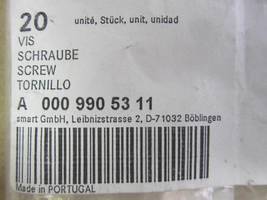 20 unité, Stück, unit, unidad
VIS
SCHRAUBE
SCREW
TORNILLO
A 000 990 53 11
smart GmbH, Leibnizstrasse 2, D-71032 Böblingen
Made in PORTUGAL